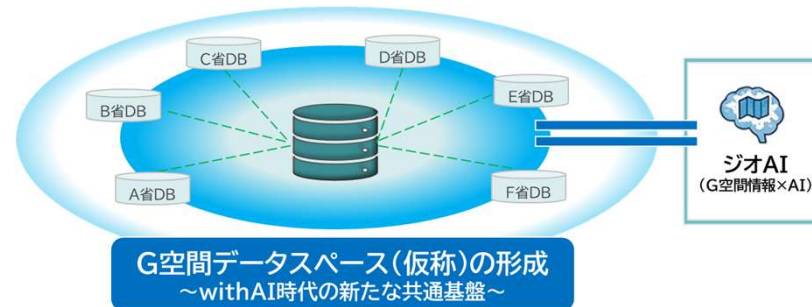 C省DB
D省DB
B省DB
E省DB
A省DB
F省DB
ジオAI
(G空間情報×AI)
G空間データスペース(仮称)の形成
～withAI時代の新たな共通基盤～